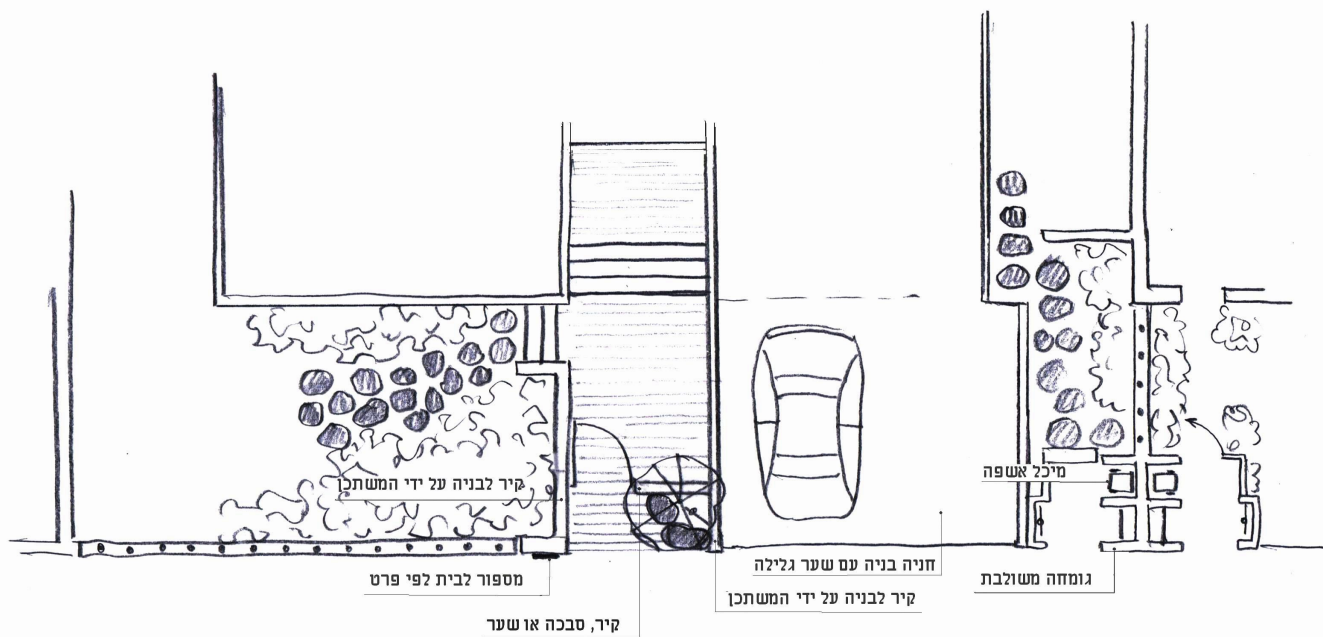 מיכל אשפה
קיר לבניה על ידי המשתכן
חניה בניה עם שער גלילה
גומחה משולבת
מספור לבית לפי פרט
קיר לבניה על ידי המשתכן
קיר, סבכה או שער